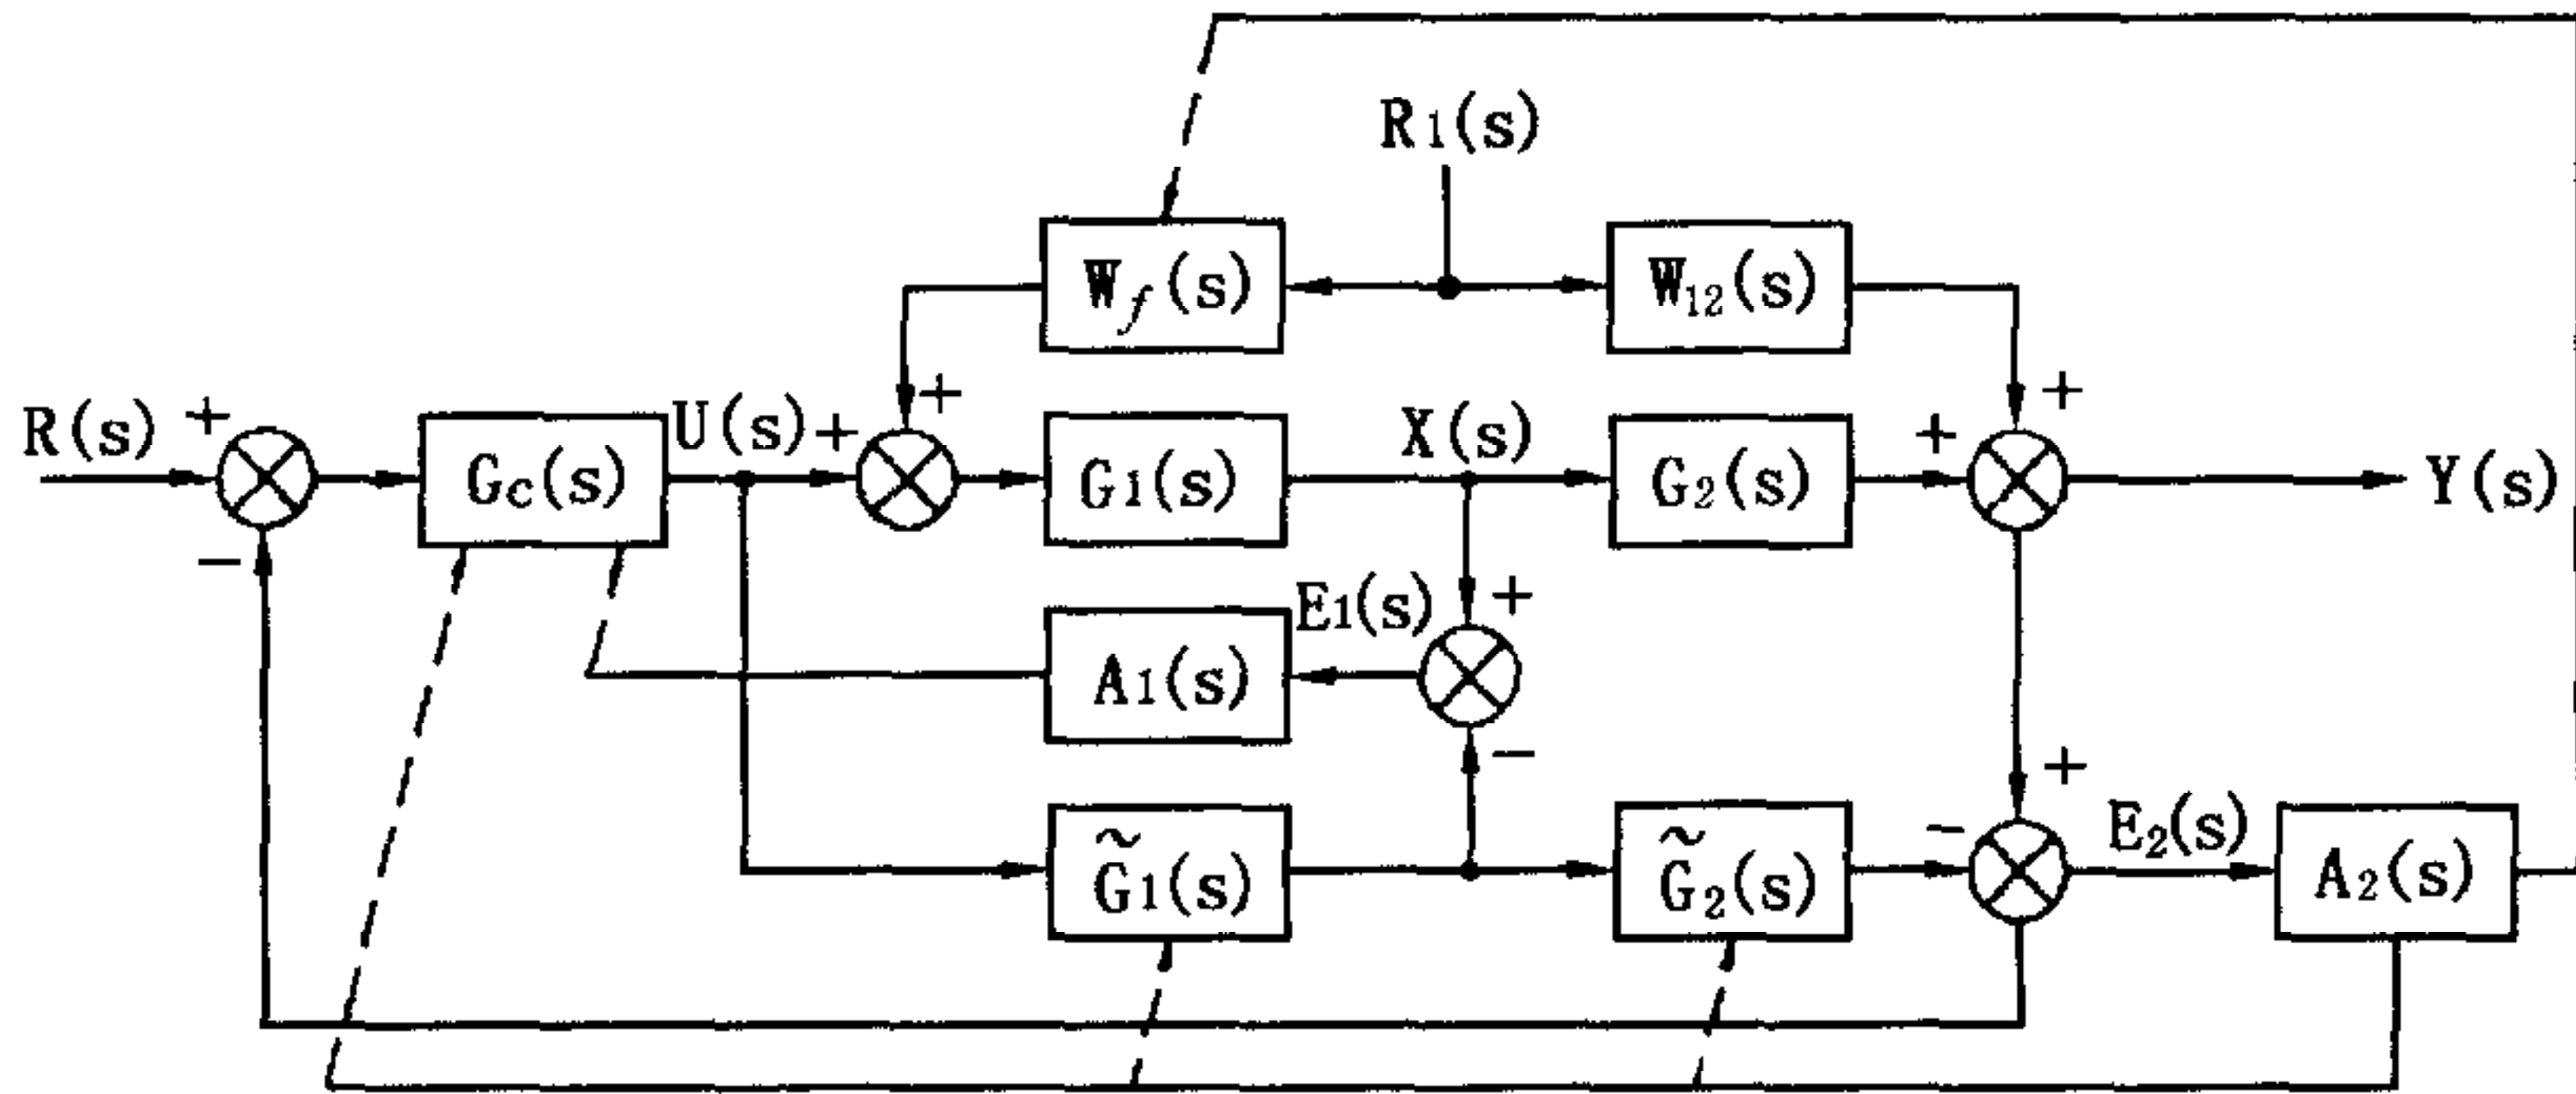 R1(s)
Wf(s)
W12(s)
+
+
R(s)
+
Gc(s)
U(s)
+
G1(s)
X(s)
G2(s)
+
Y(s)
-
E1(s)
+
A1(s)
-
+
G̃1(s)
G̃2(s)
-
E2(s)
A2(s)